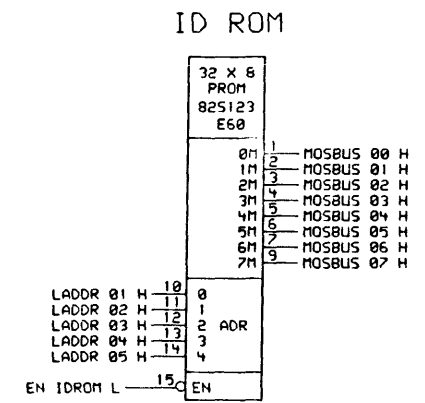 ID ROM
32 X 8
PROM
82S123
E60
0M 1 MOSBUS 00 H
1M 2 MOSBUS 01 H
2M 3 MOSBUS 02 H
3M 4 MOSBUS 03 H
4M 5 MOSBUS 04 H
5M 6 MOSBUS 05 H
6M 7 MOSBUS 06 H
7M 9 MOSBUS 07 H
LADDR 01 H 10 0
LADDR 02 H 11 1
LADDR 03 H 12 2 ADR
LADDR 04 H 13 3
LADDR 05 H 14 4
EN IDROM L 15 EN